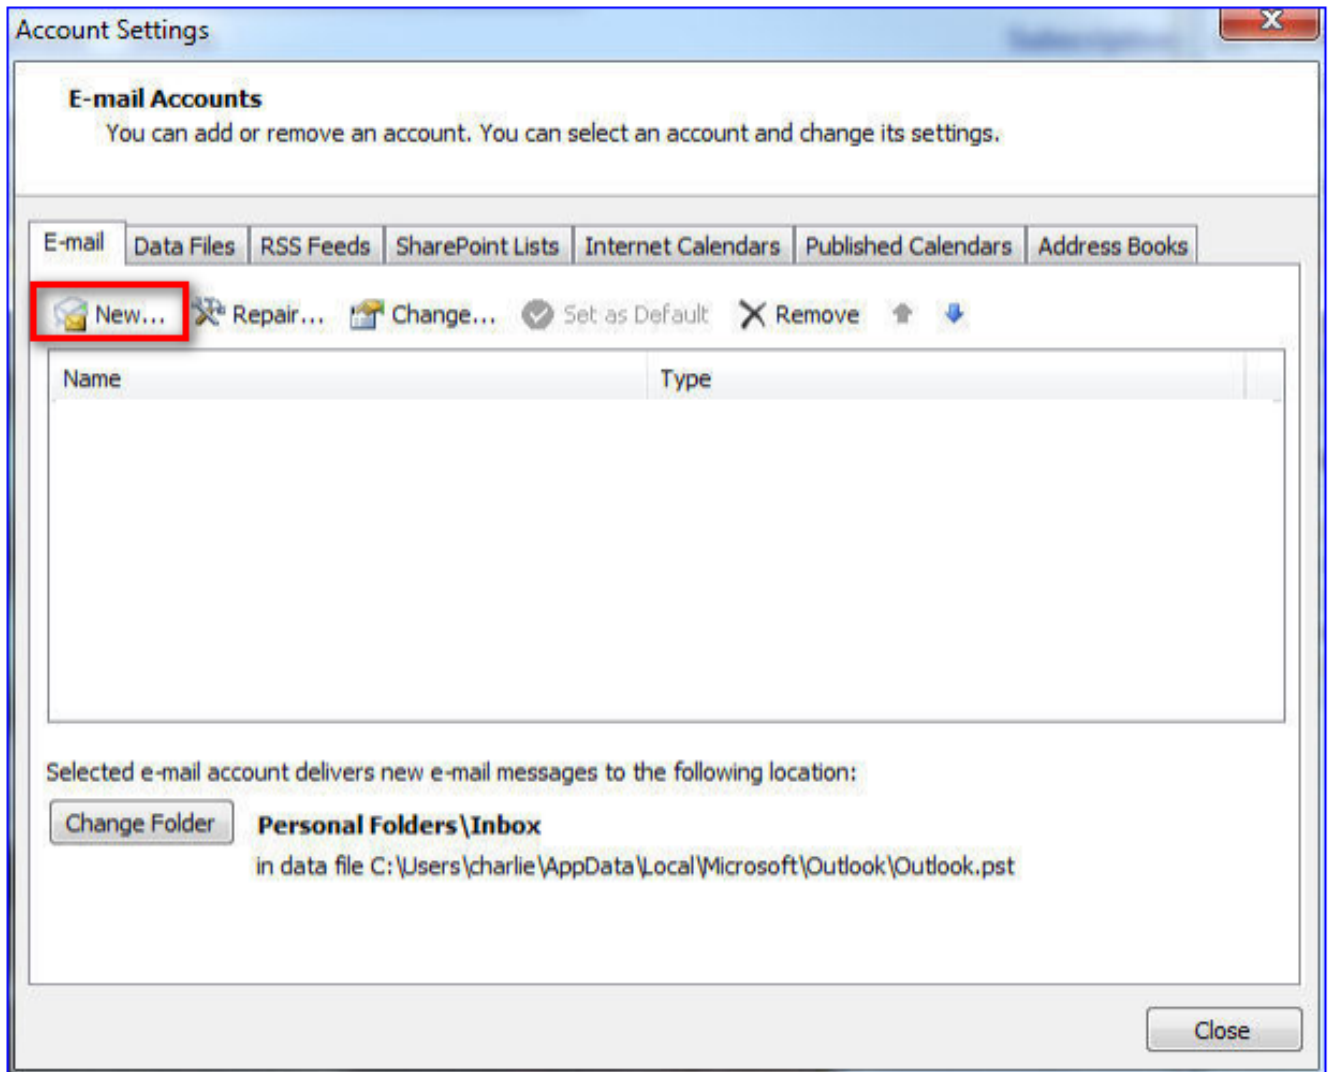 Account Settings
E-mail Accounts
You can add or remove an account. You can select an account and change its settings.
E-mail Data Files RSS Feeds SharePoint Lists Internet Calendars Published Calendars Address Books
New... Repair... Change... Set as Default Remove
Name Type
Selected e-mail account delivers new e-mail messages to the following location:
Change Folder Personal Folders\Inbox
in data file C:\Users\charlie\AppData\Local\Microsoft\Outlook\Outlook.pst
Close